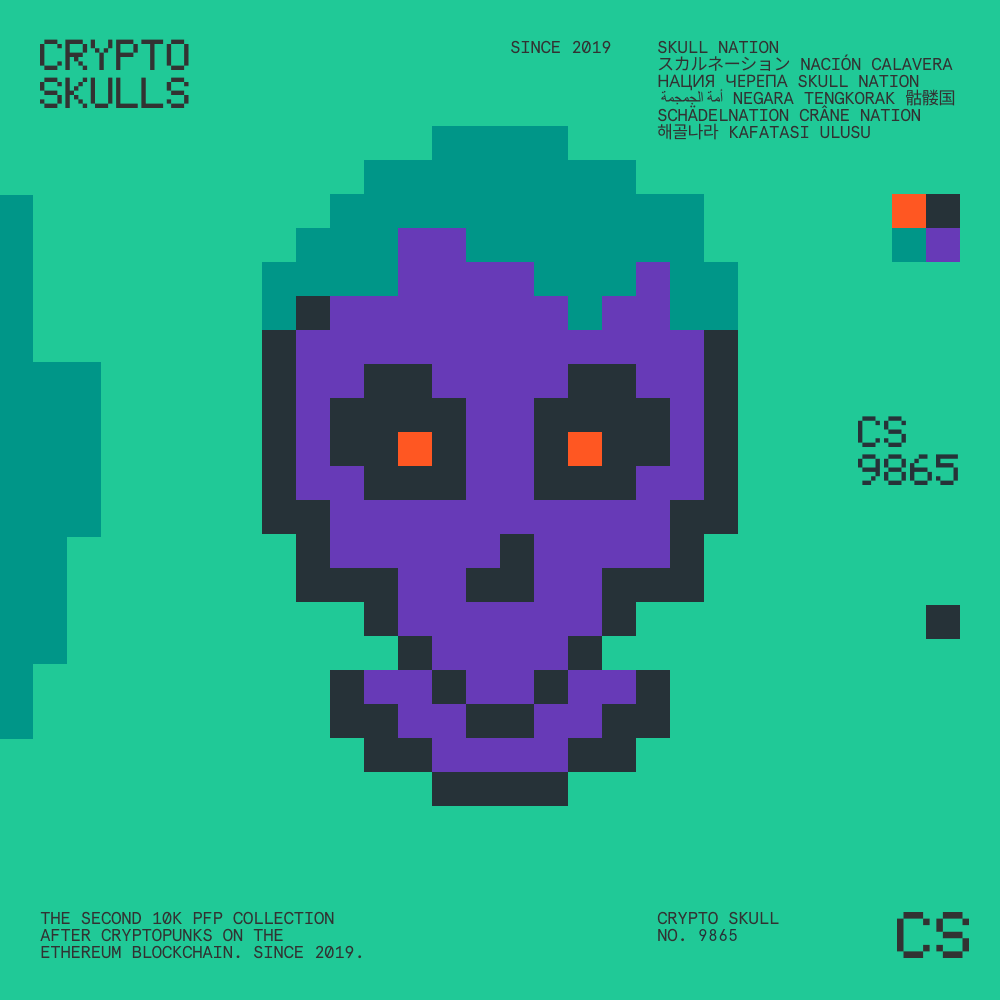 CRYPTO
SKULLS
SINCE 2019
SKULL NATION
スカルネーション NACIÓN CALAVERA
НАЦИЯ ЧЕРЕПА SKULL NATION
أمة الجمجمة NEGARA TENGKORAK 骷髅国
SCHÄDELNATION CRÂNE NATION
해골나라 KAFATASI ULUSU
CS
9865
THE SECOND 10K PFP COLLECTION
AFTER CRYPTOPUNKS ON THE
ETHEREUM BLOCKCHAIN. SINCE 2019.
CRYPTO SKULL
NO. 9865
CS